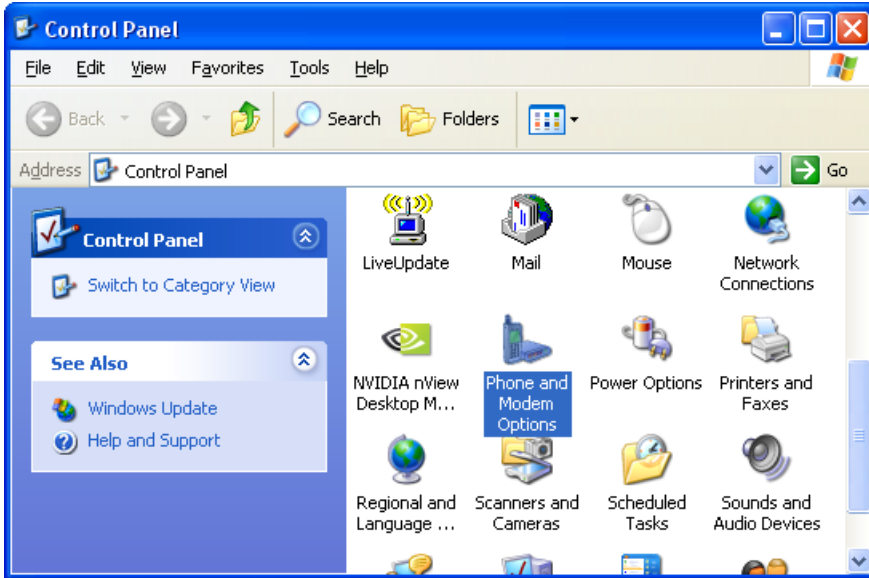 Control Panel
File Edit View Favorites Tools Help
Back Search Folders
Address Control Panel Go
Control Panel
Switch to Category View
See Also
Windows Update
Help and Support
LiveUpdate Mail Mouse Network
Connections
NVIDIA nView Phone and Power Options Printers and
Desktop M... Modem Faxes
Options
Regional and Scanners and Scheduled Sounds and
Language ... Cameras Tasks Audio Devices